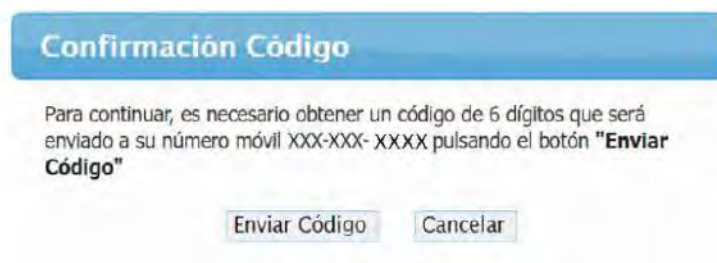 Confirmación Código
Para continuar, es necesario obtener un código de 6 dígitos que será
enviado a su número móvil XXX-XXX- XXXX pulsando el botón "Enviar
Código"
Enviar Código Cancelar